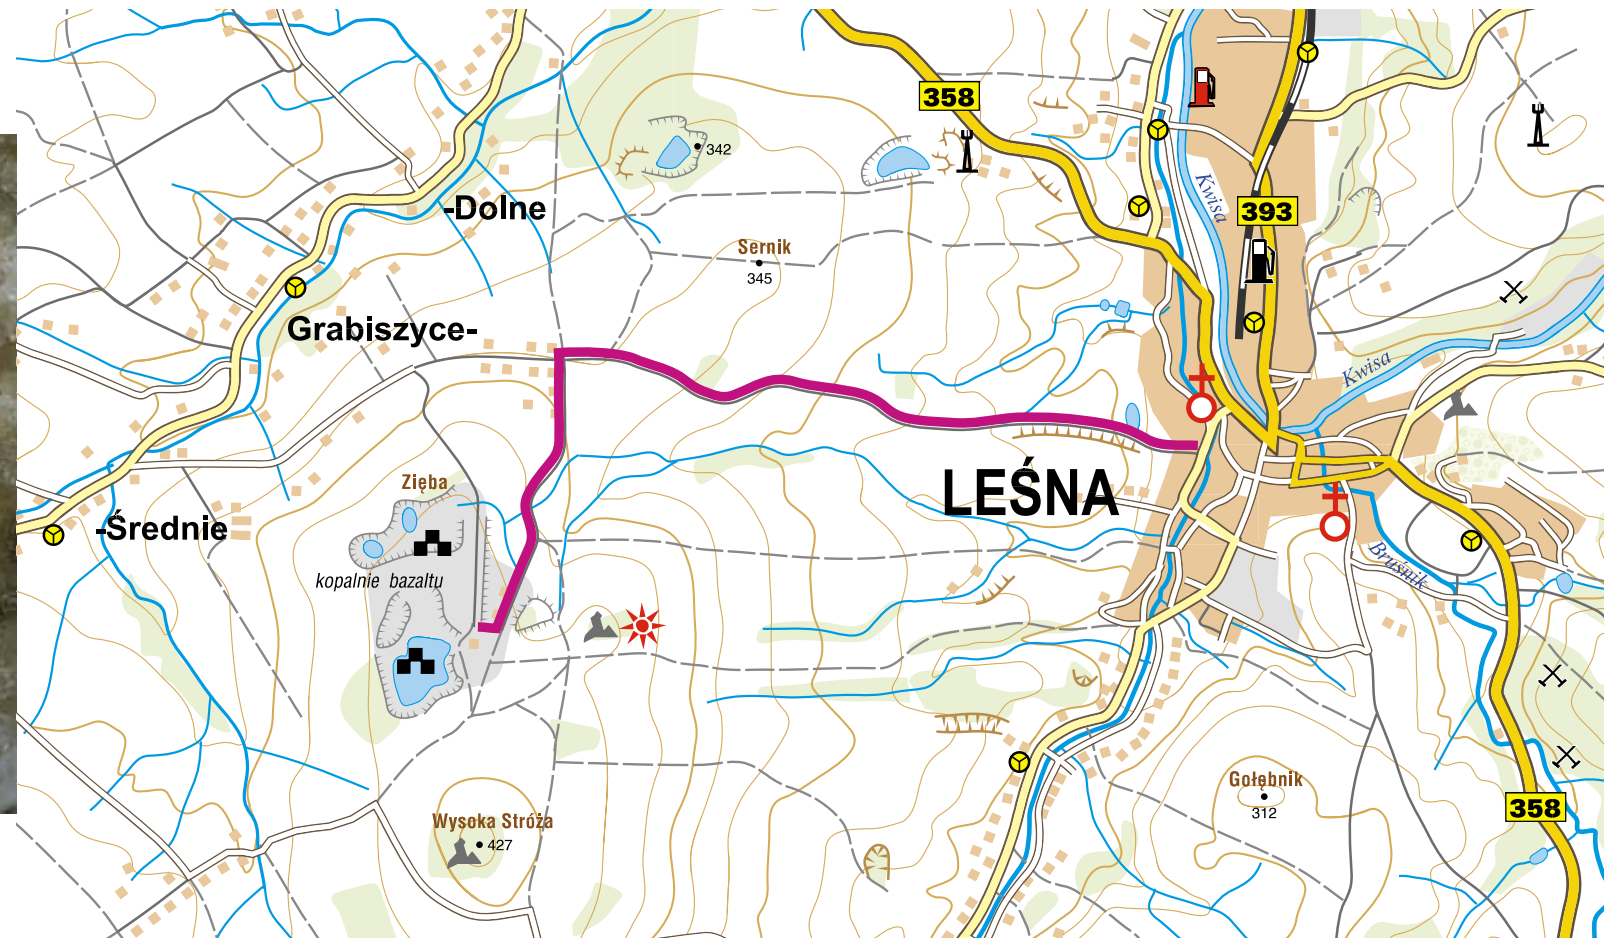 358
342
-Dolne
Kwisa
393
Sernik
345
Grabiszyce-
Kwisa
Zięba
LEŚNA
-Średnie
kopalnie bazaltu
Bruśnik
Gołębnik
312
358
Wysoka Stróża
427